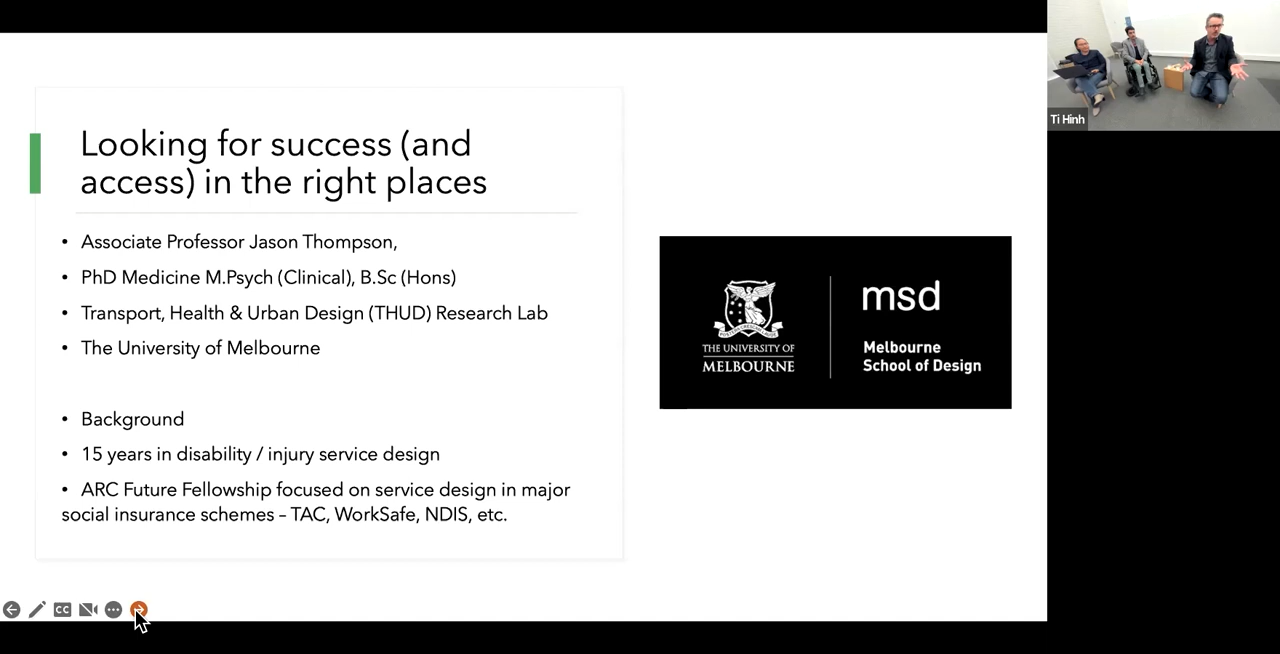 Looking for success (and
access) in the right places
• Associate Professor Jason Thompson,
• PhD Medicine M.Psych (Clinical), B.Sc (Hons)
• Transport, Health & Urban Design (THUD) Research Lab
• The University of Melbourne
• Background
• 15 years in disability / injury service design
• ARC Future Fellowship focused on service design in major
social insurance schemes – TAC, WorkSafe, NDIS, etc.
THE UNIVERSITY OF
MELBOURNE
msd
Melbourne
School of Design
Ti Hinh
CC